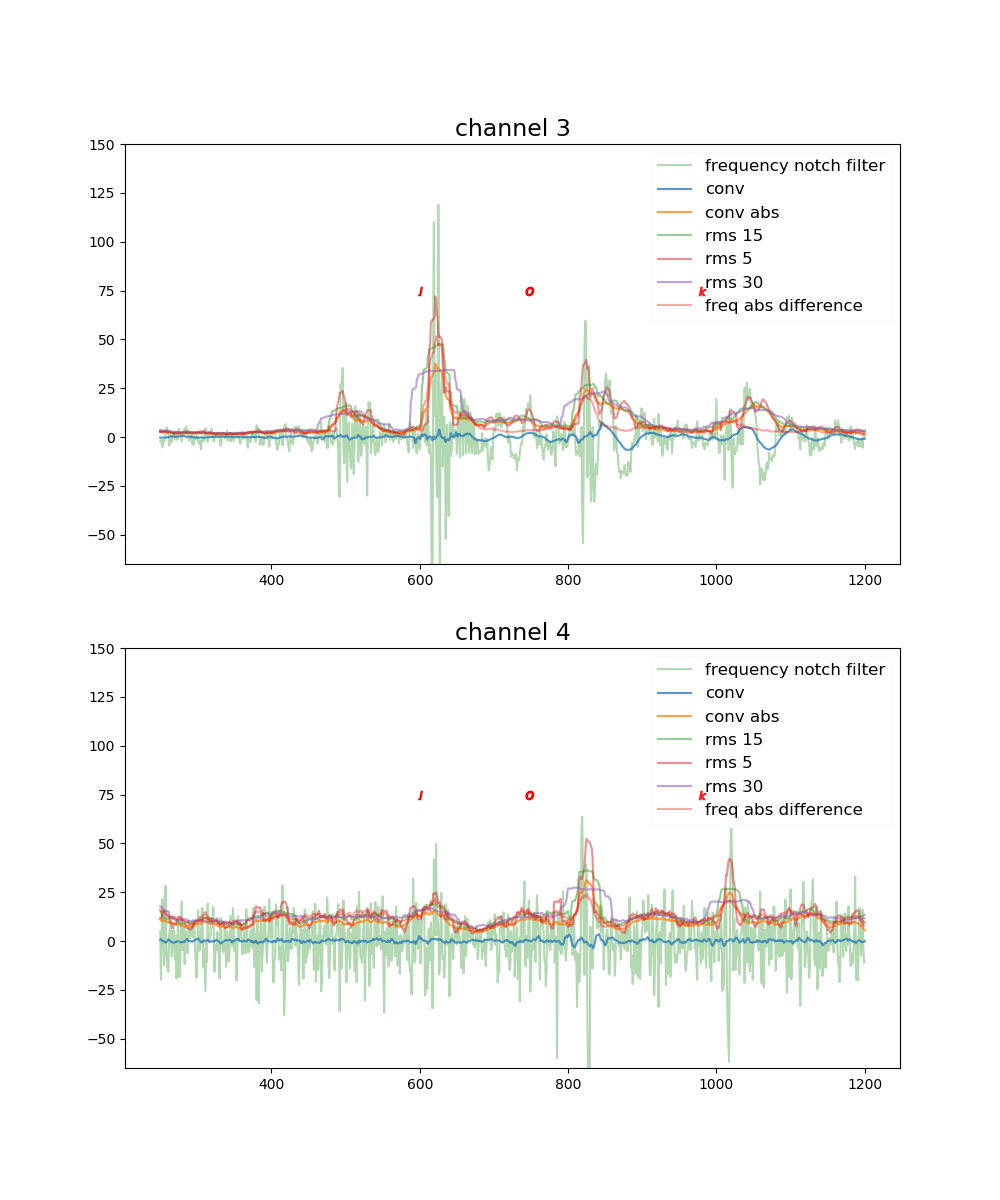 channel 3
150
125
100
75
50
25
0
−25
−50
frequency notch filter
conv
conv abs
rms 15
rms 5
rms 30
freq abs difference
O
k
400 600 800 1000 1200
channel 4
150
125
100
75
50
25
0
−25
−50
frequency notch filter
conv
conv abs
rms 15
rms 5
rms 30
freq abs difference
O
k
400 600 800 1000 1200